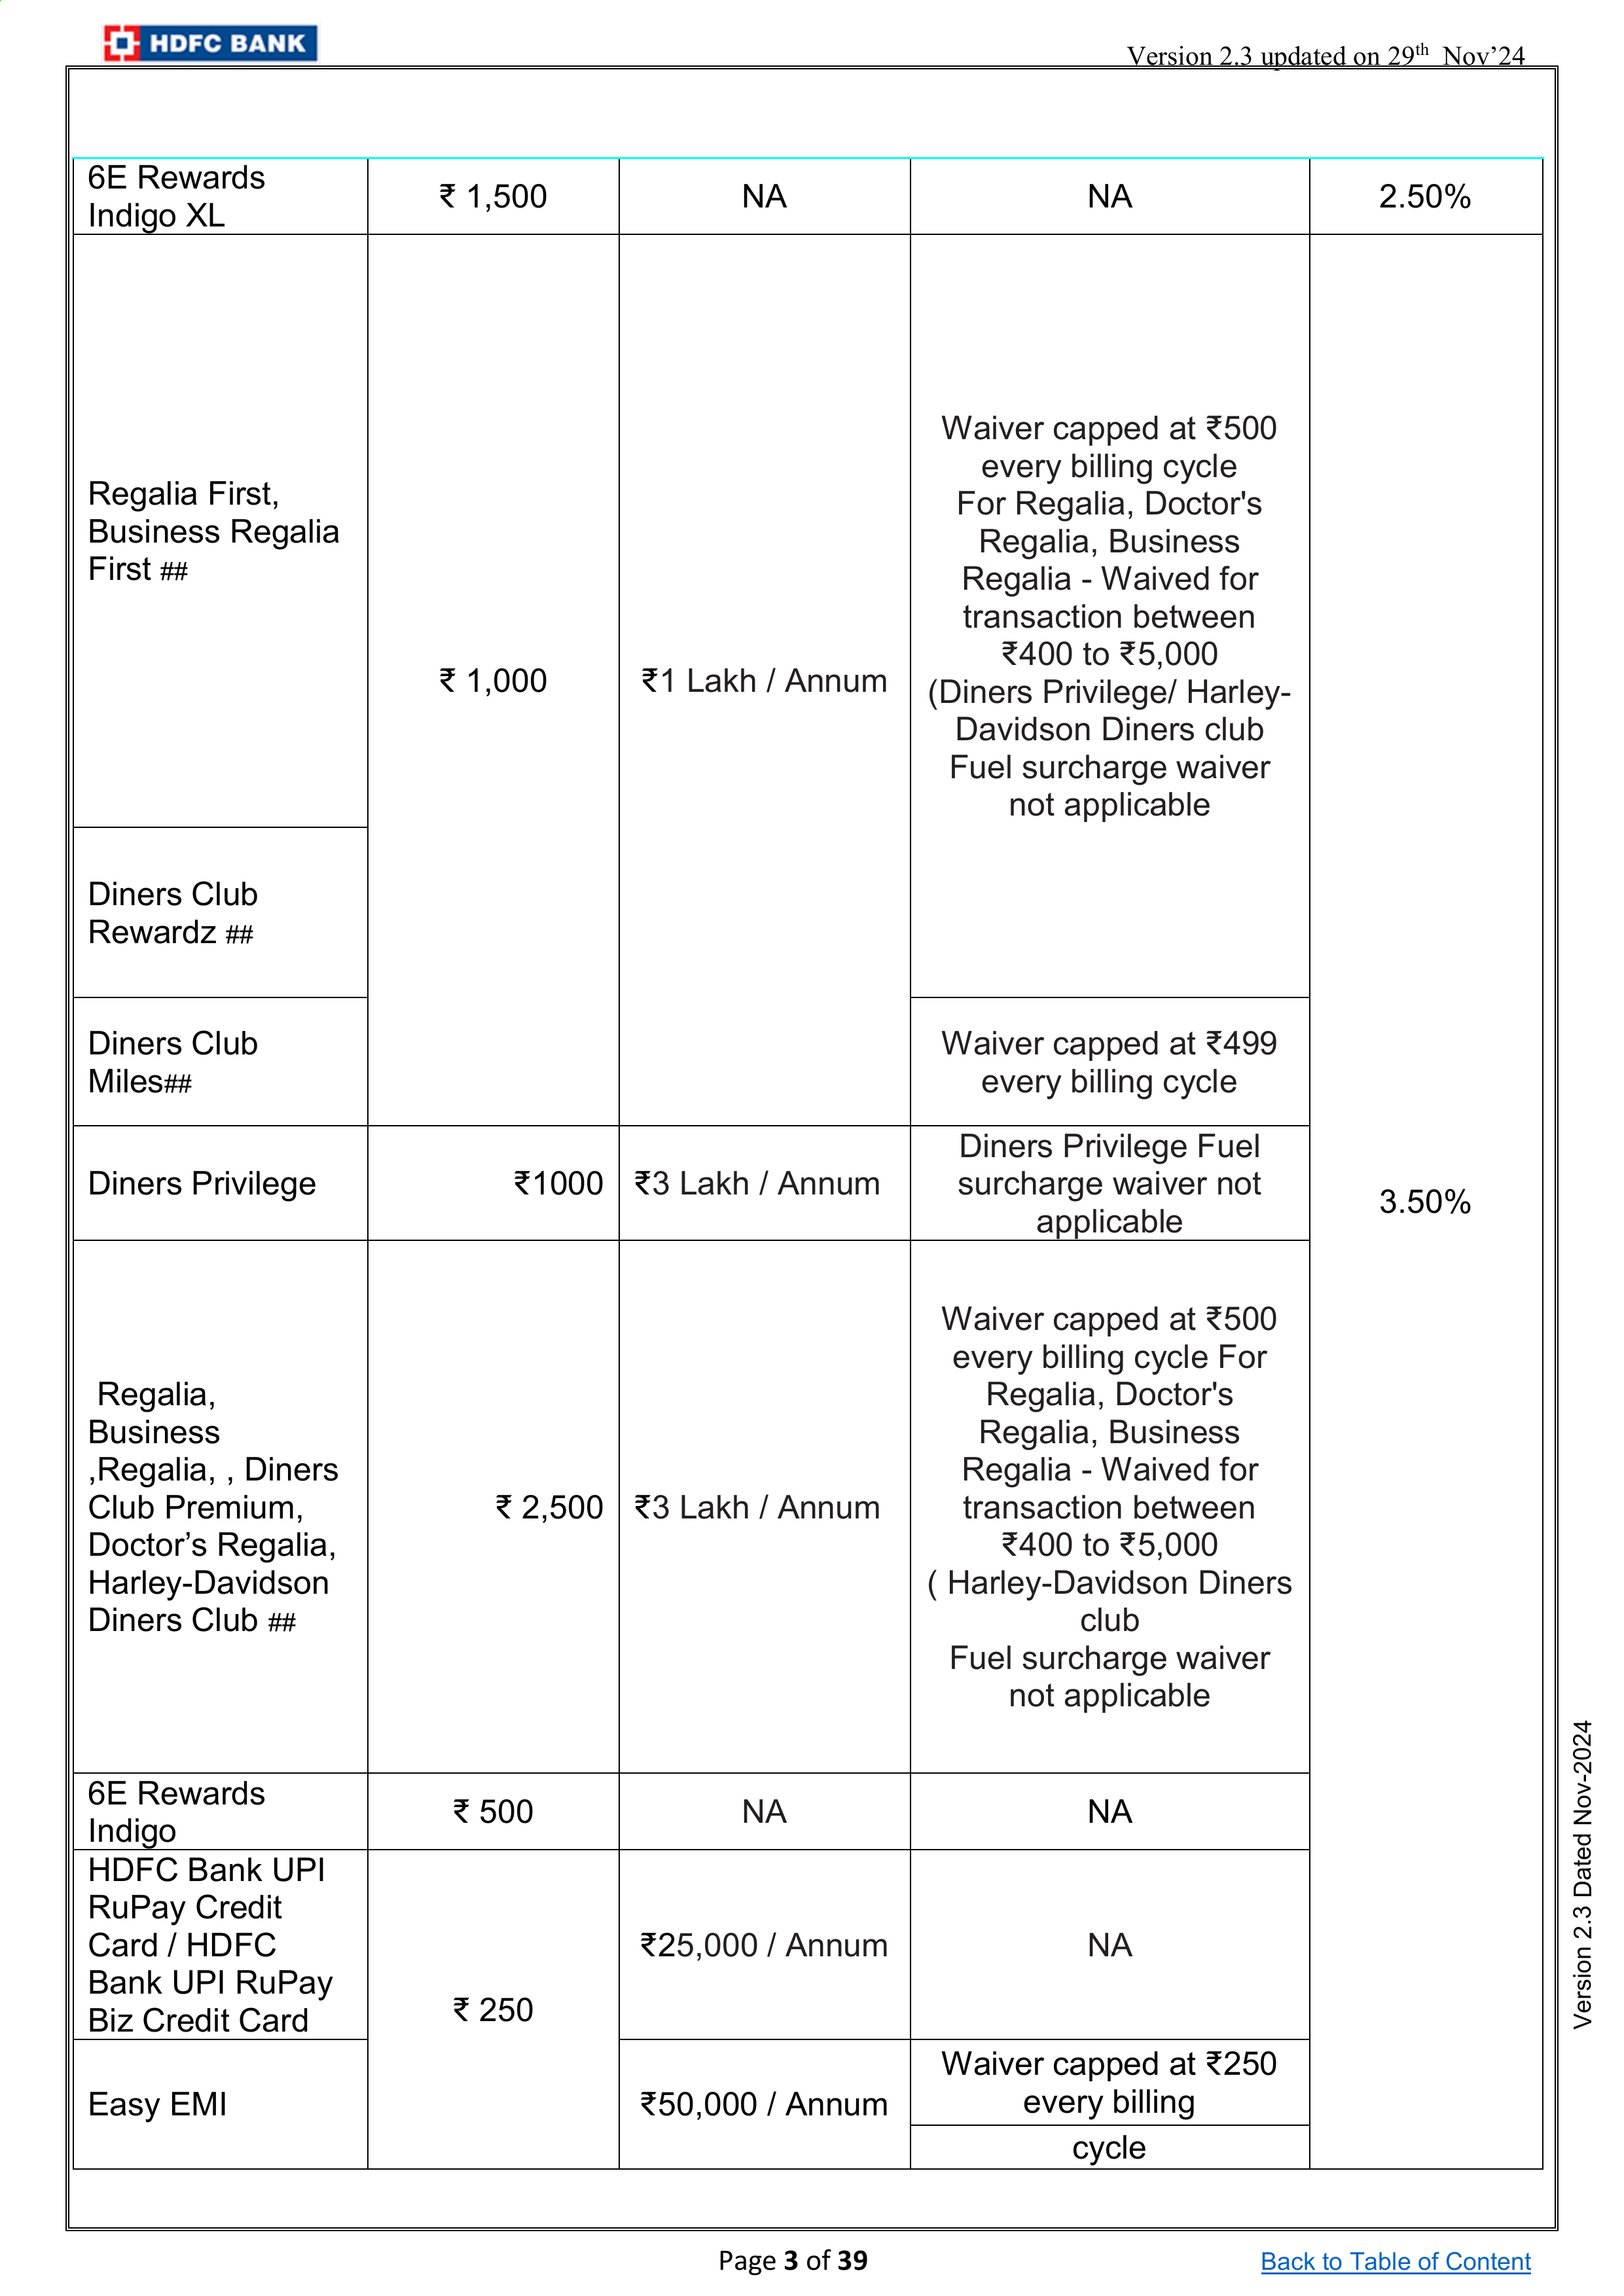 HDFC BANK
Version 2.3 updated on 29th Nov’24
6E Rewards
Indigo XL
₹ 1,500
NA
NA
2.50%
Regalia First,
Business Regalia
First ##
₹ 1,000
₹1 Lakh / Annum
Waiver capped at ₹500
every billing cycle
For Regalia, Doctor's
Regalia, Business
Regalia - Waived for
transaction between
₹400 to ₹5,000
(Diners Privilege/ Harley-
Davidson Diners club
Fuel surcharge waiver
not applicable
3.50%
Diners Club
Rewardz ##
Diners Club
Miles##
Waiver capped at ₹499
every billing cycle
Diners Privilege
₹1000
₹3 Lakh / Annum
Diners Privilege Fuel
surcharge waiver not
applicable
Regalia,
Business
,Regalia, , Diners
Club Premium,
Doctor’s Regalia,
Harley-Davidson
Diners Club ##
₹ 2,500
₹3 Lakh / Annum
Waiver capped at ₹500
every billing cycle For
Regalia, Doctor's
Regalia, Business
Regalia - Waived for
transaction between
₹400 to ₹5,000
( Harley-Davidson Diners
club
Fuel surcharge waiver
not applicable
6E Rewards
Indigo
₹ 500
NA
NA
HDFC Bank UPI
RuPay Credit
Card / HDFC
Bank UPI RuPay
Biz Credit Card
₹ 250
₹25,000 / Annum
NA
Easy EMI
₹50,000 / Annum
Waiver capped at ₹250
every billing
cycle
Version 2.3 Dated Nov-2024
Page 3 of 39
Back to Table of Content